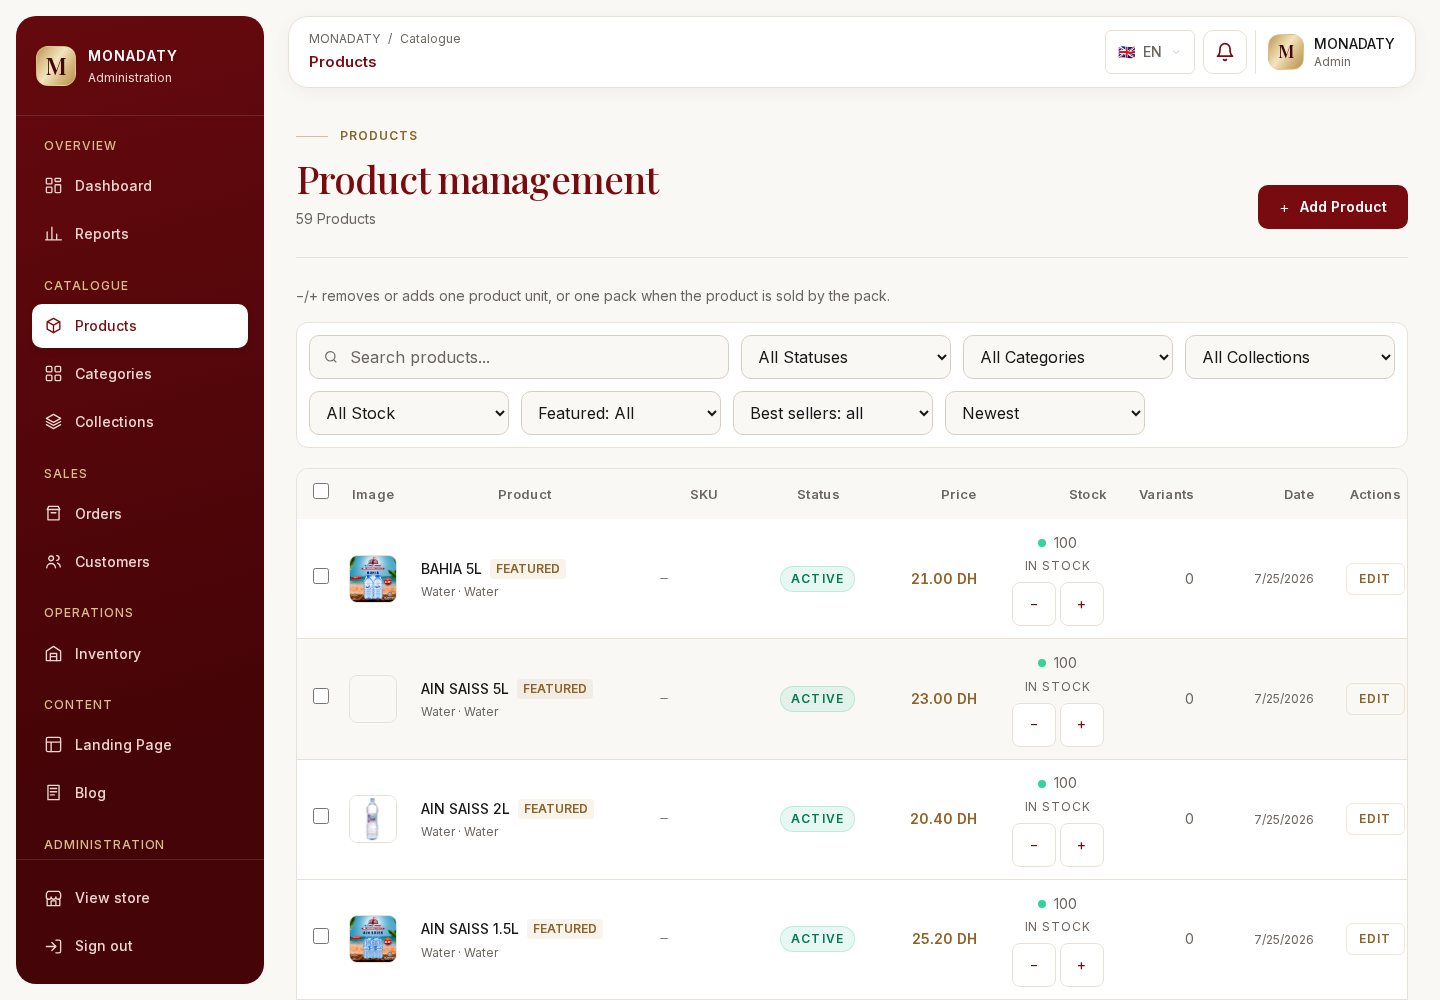 M
MONADATY
Administration
OVERVIEW
Dashboard
Reports
CATALOGUE
Products
Categories
Collections
SALES
Orders
Customers
OPERATIONS
Inventory
CONTENT
Landing Page
Blog
ADMINISTRATION
View store
Sign out
MONADATY / Catalogue
Products
EN
M
MONADATY
Admin
PRODUCTS
Product management
59 Products
+ Add Product
−/+ removes or adds one product unit, or one pack when the product is sold by the pack.
Search products...
All Statuses
All Categories
All Collections
All Stock
Featured: All
Best sellers: all
Newest
Image Product SKU Status Price Stock Variants Date Actions
BAHIA 5L FEATURED
Water · Water
–
ACTIVE
21.00 DH
100
IN STOCK
− +
0
7/25/2026
EDIT
AIN SAISS 5L FEATURED
Water · Water
–
ACTIVE
23.00 DH
100
IN STOCK
− +
0
7/25/2026
EDIT
AIN SAISS 2L FEATURED
Water · Water
–
ACTIVE
20.40 DH
100
IN STOCK
− +
0
7/25/2026
EDIT
AIN SAISS 1.5L FEATURED
Water · Water
–
ACTIVE
25.20 DH
100
IN STOCK
− +
0
7/25/2026
EDIT